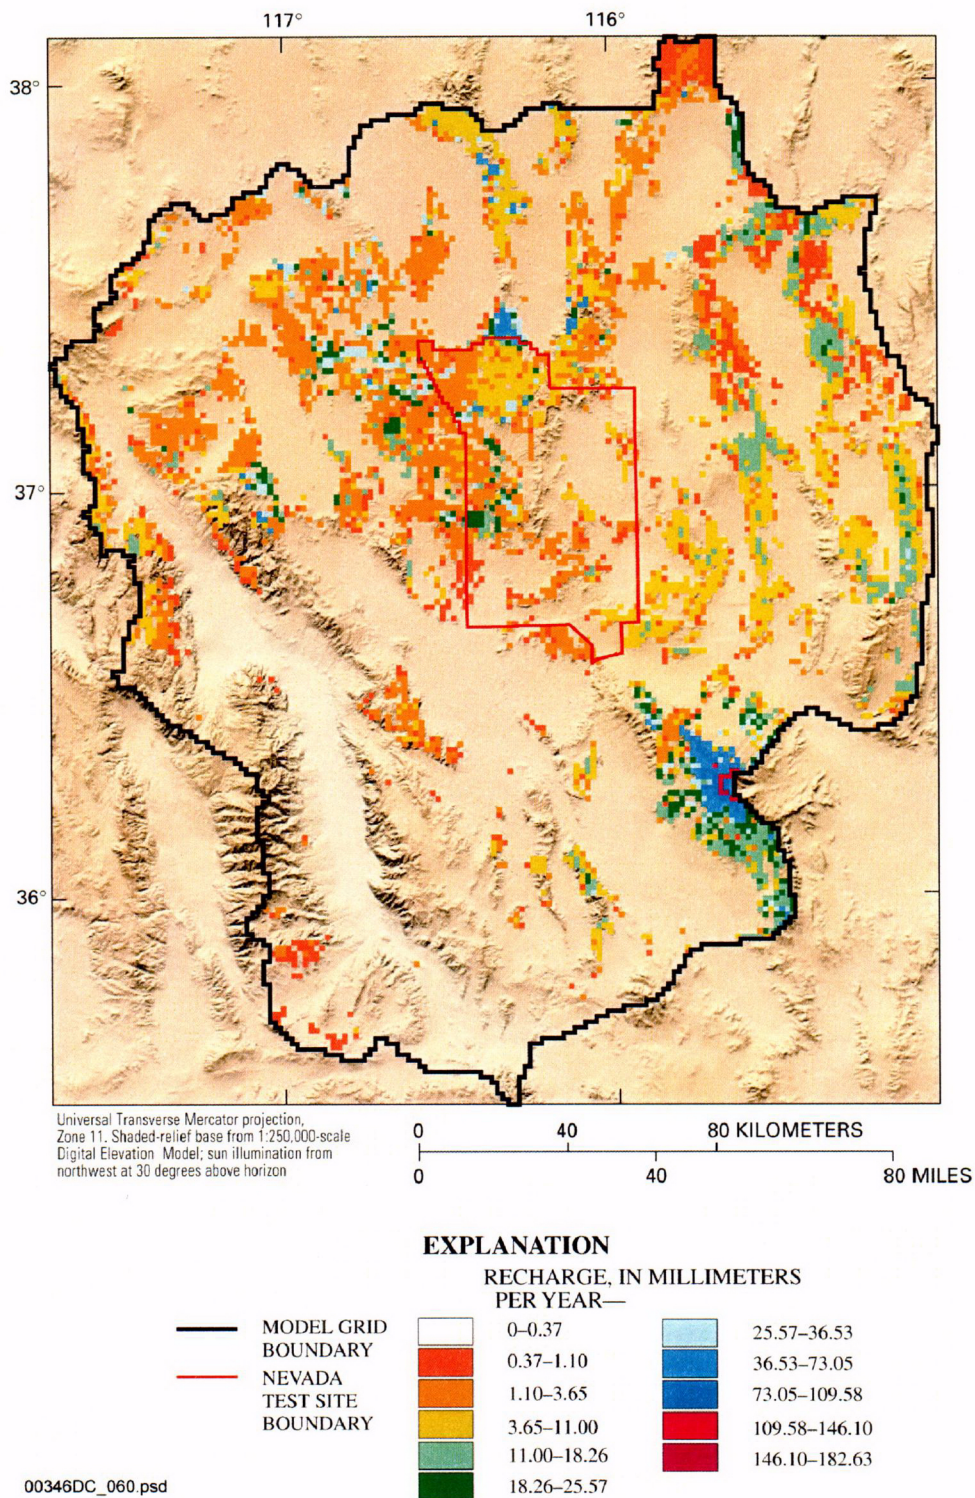 117°
116°
38°
37°
36°
Universal Transverse Mercator projection,
Zone 11. Shaded-relief base from 1:250,000-scale
Digital Elevation Model; sun illumination from
northwest at 30 degrees above horizon
0 40 80 KILOMETERS
0 40 80 MILES
EXPLANATION
RECHARGE, IN MILLIMETERS
PER YEAR—
MODEL GRID
BOUNDARY
NEVADA
TEST SITE
BOUNDARY
0–0.37
0.37–1.10
1.10–3.65
3.65–11.00
11.00–18.26
18.26–25.57
25.57–36.53
36.53–73.05
73.05–109.58
109.58–146.10
146.10–182.63
00346DC_060.psd